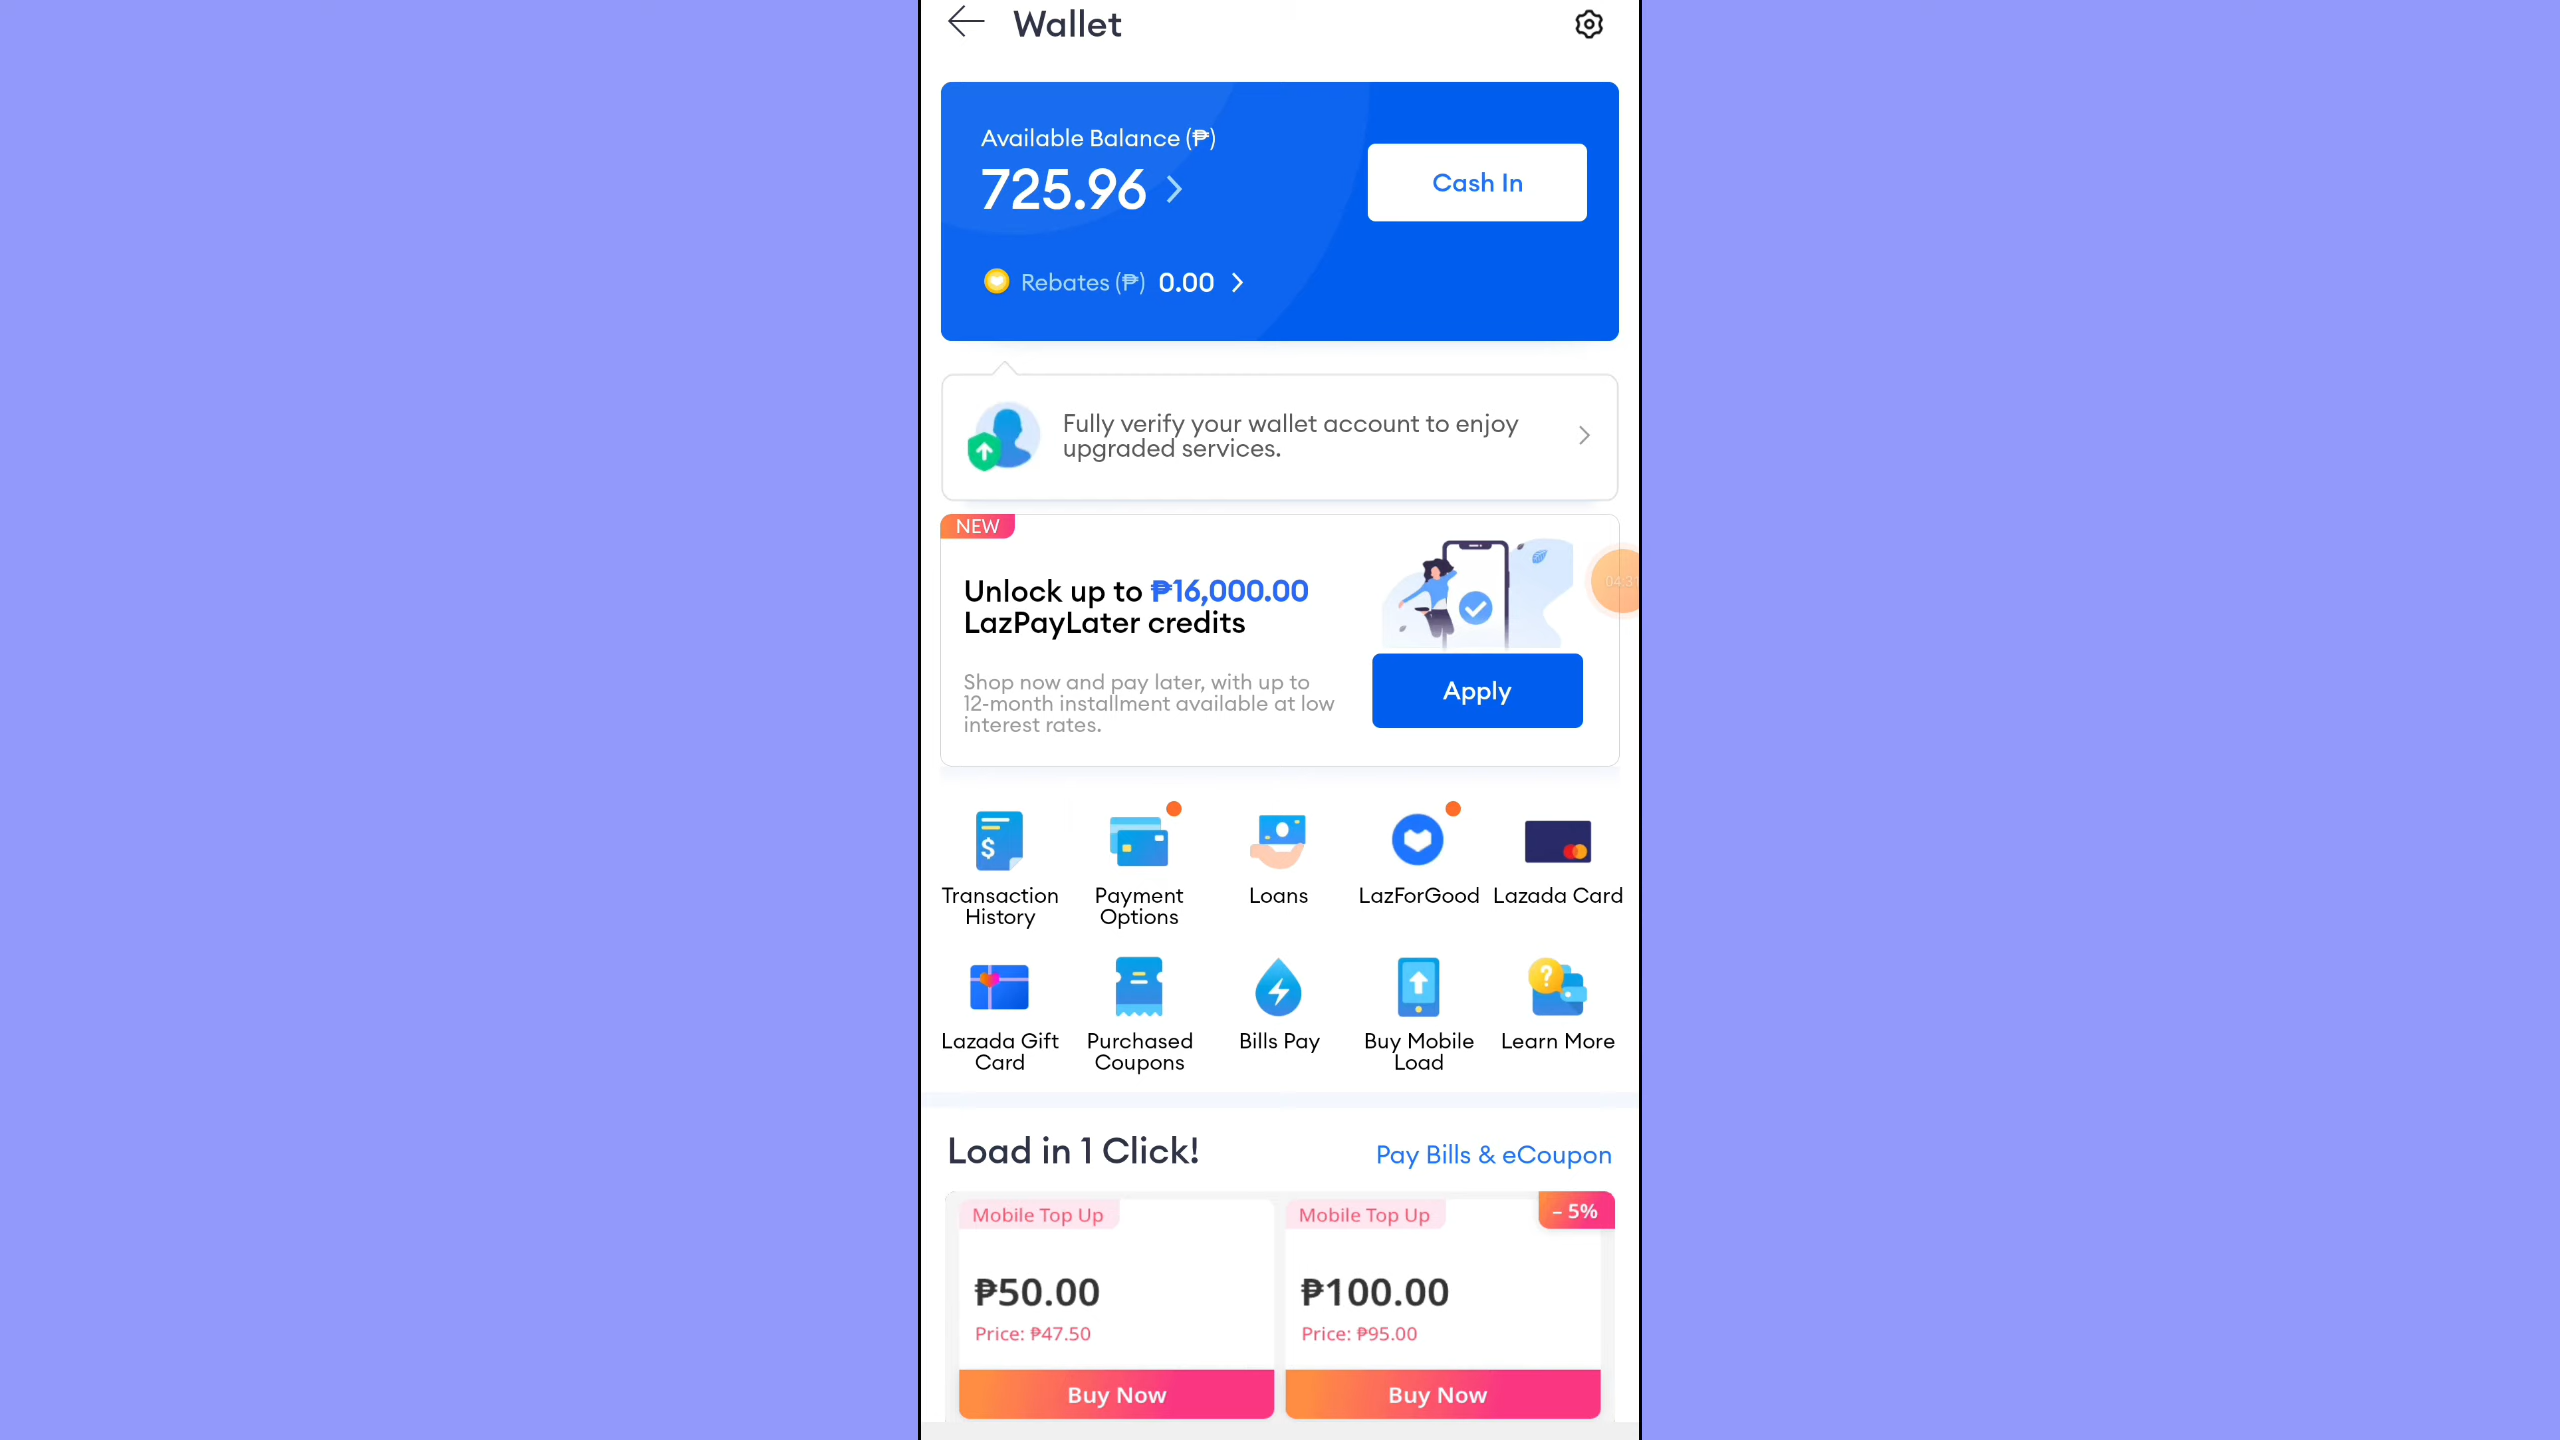 Wallet
Available Balance (₱)
725.96
Cash In
Rebates (₱) 0.00
Fully verify your wallet account to enjoy
upgraded services.
NEW
Unlock up to ₱16,000.00
LazPayLater credits
Shop now and pay later, with up to
12-month installment available at low
interest rates.
Apply
04:31
Transaction
History
Payment
Options
Loans
LazForGood
Lazada Card
Lazada Gift
Card
Purchased
Coupons
Bills Pay
Buy Mobile
Load
Learn More
Load in 1 Click!
Pay Bills & eCoupon
Mobile Top Up
₱50.00
Price: ₱47.50
Buy Now
Mobile Top Up
– 5%
₱100.00
Price: ₱95.00
Buy Now